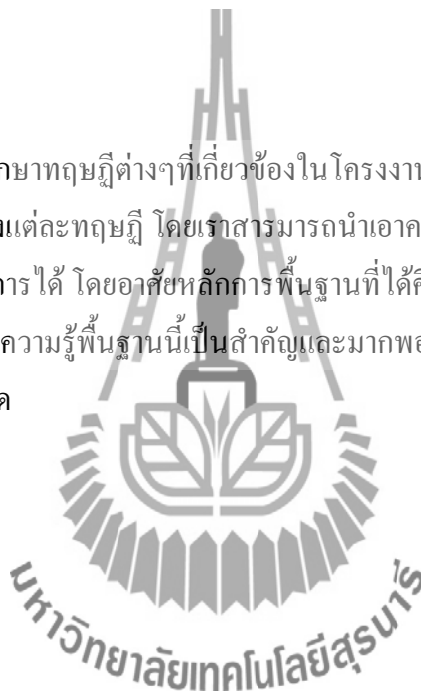 กษาทฤษฎีต่างๆที่เกี่ยวข้องในโครงงาน
แต่ละทฤษฎี โดยเราสารมารถนำเอาค
การได้ โดยอาศัยหลักการพื้นฐานที่ได้ศึ
ความรู้พื้นฐานนี้เป็นสำคัญและมากพอ
ด
มหาวิทยาลัยเทคโนโลยีสุรนารี